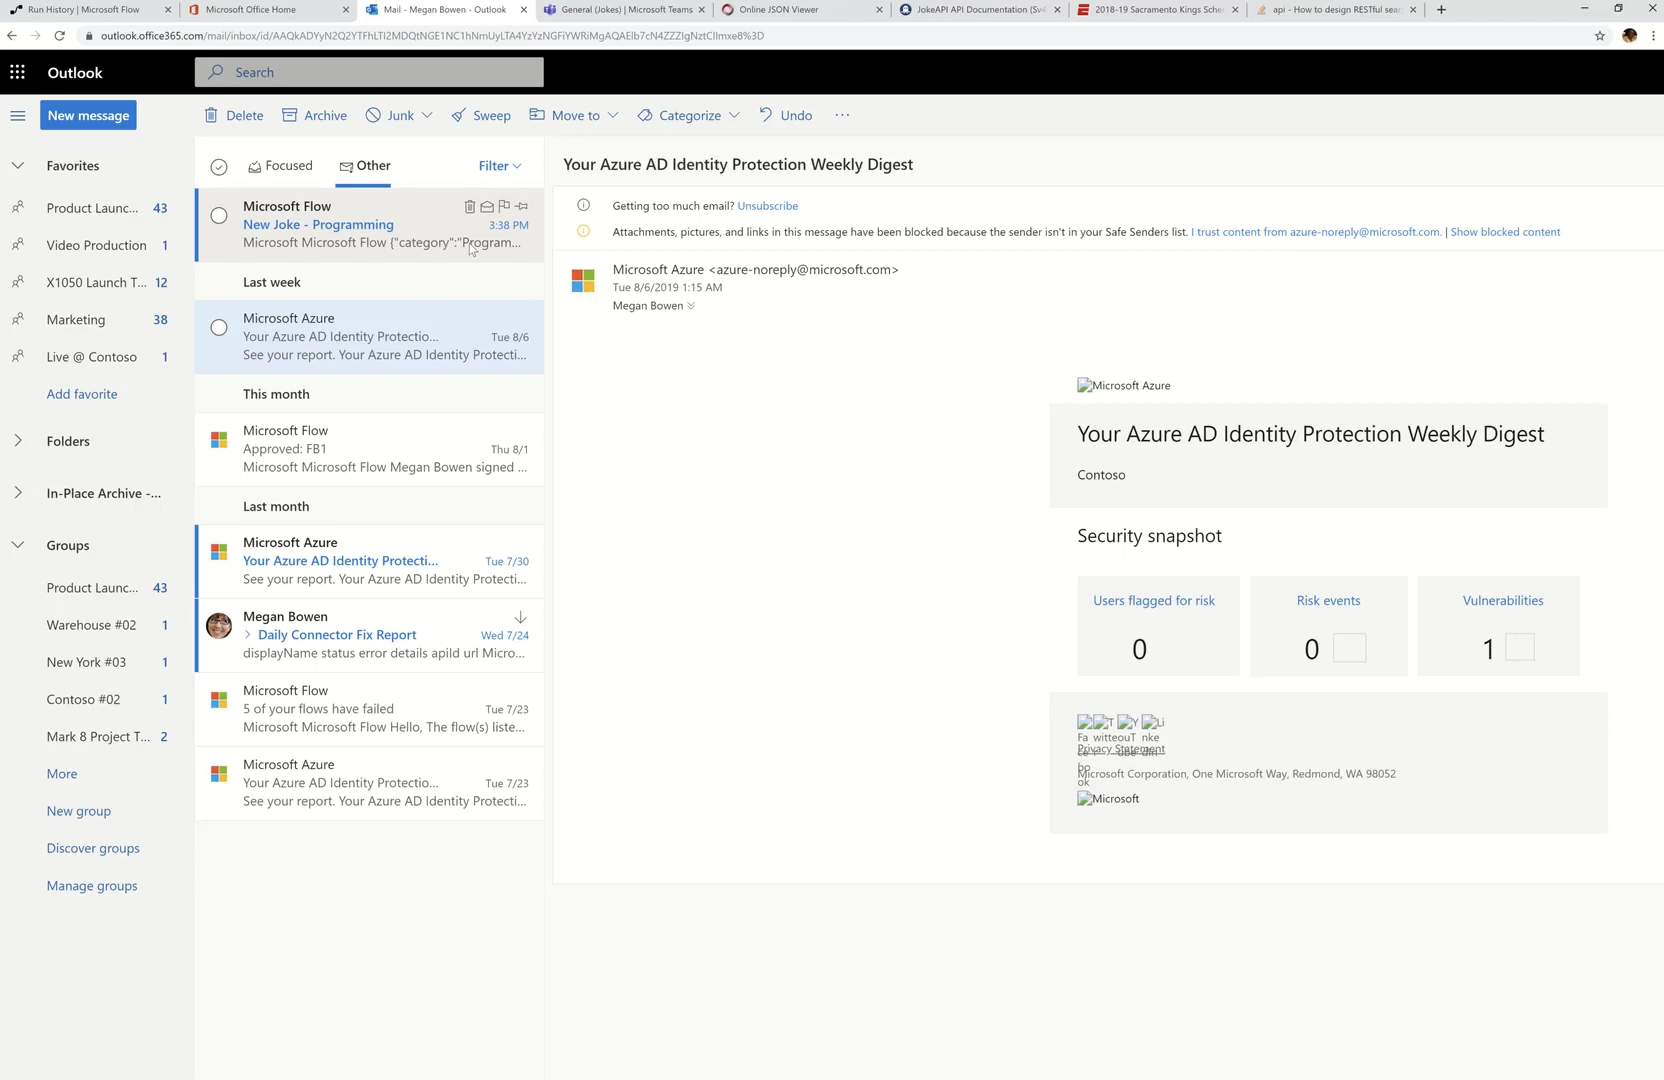 Run History | Microsoft Flow
Microsoft Office Home
Mail - Megan Bowen - Outlook
General (Jokes) | Microsoft Teams
Online JSON Viewer
JokeAPI API Documentation (Sv4
2018-19 Sacramento Kings Sche
api - How to design RESTful sear
outlook.office365.com/mail/inbox/id/
Outlook
Search
New message
Delete
Archive
Junk
Sweep
Move to
Categorize
Undo
Favorites
Product Launc... 43
Video Production 1
X1050 Launch T... 12
Marketing 38
Live @ Contoso 1
Add favorite
Folders
In-Place Archive -...
Groups
Product Launc... 43
Warehouse #02 1
New York #03 1
Contoso #02 1
Mark 8 Project T... 2
More
New group
Discover groups
Manage groups
Focused
Other
Filter
Microsoft Flow
New Joke - Programming 3:38 PM
Microsoft Microsoft Flow {"category":"Program...
Last week
Microsoft Azure
Your Azure AD Identity Protectio... Tue 8/6
See your report. Your Azure AD Identity Protecti...
This month
Microsoft Flow
Approved: FB1 Thu 8/1
Microsoft Microsoft Flow Megan Bowen signed ...
Last month
Microsoft Azure
Your Azure AD Identity Protecti... Tue 7/30
See your report. Your Azure AD Identity Protecti...
Megan Bowen
Daily Connector Fix Report Wed 7/24
displayName status error details apiId url Micro...
Microsoft Flow
5 of your flows have failed Tue 7/23
Microsoft Microsoft Flow Hello, The flow(s) liste...
Microsoft Azure
Your Azure AD Identity Protectio... Tue 7/23
See your report. Your Azure AD Identity Protecti...
Your Azure AD Identity Protection Weekly Digest
Getting too much email? Unsubscribe
Attachments, pictures, and links in this message have been blocked because the sender isn't in your Safe Senders list. I trust content from azure-noreply@microsoft.com. | Show blocked content
Microsoft Azure <azure-noreply@microsoft.com>
Tue 8/6/2019 1:15 AM
Megan Bowen
Microsoft Azure
Your Azure AD Identity Protection Weekly Digest
Contoso
Security snapshot
Users flagged for risk
0
Risk events
0
Vulnerabilities
1
Privacy Statement
Microsoft Corporation, One Microsoft Way, Redmond, WA 98052
Microsoft